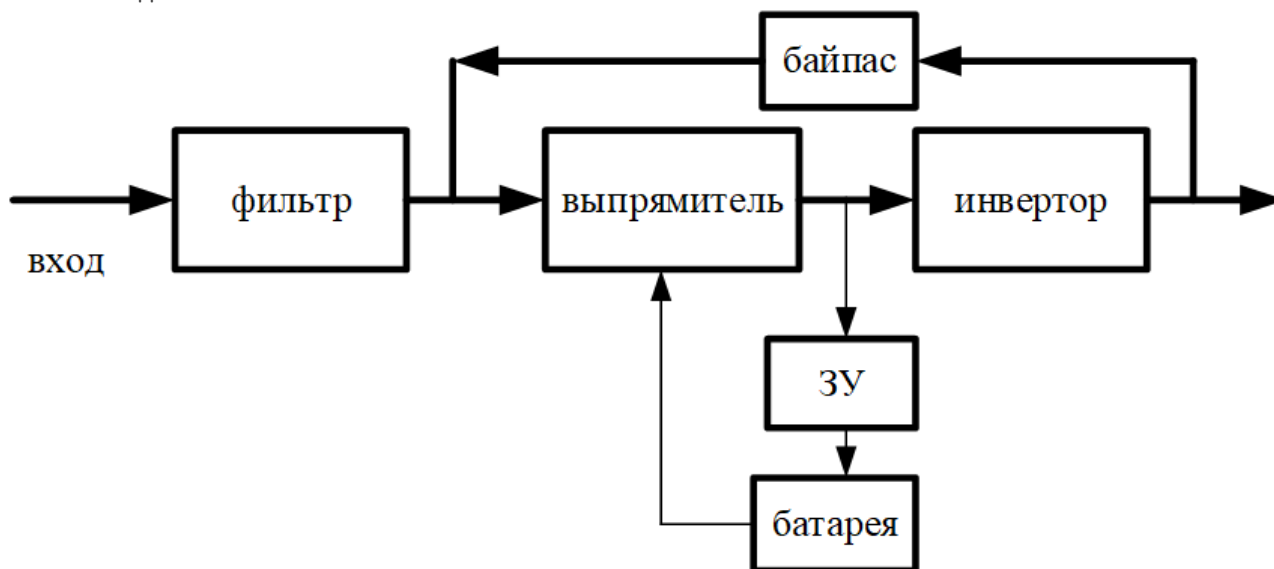 байпас
фильтр
выпрямитель
инвертор
вход
ЗУ
батарея